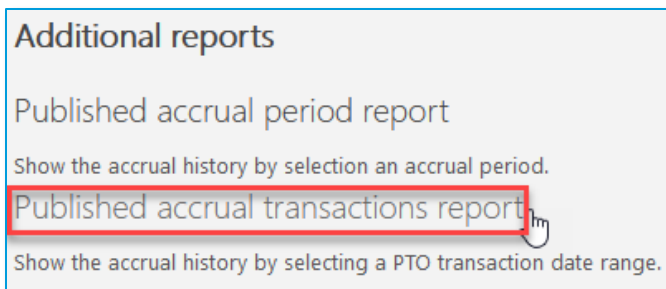 Additional reports
Published accrual period report
Show the accrual history by selection an accrual period.
Published accrual transactions report
Show the accrual history by selecting a PTO transaction date range.